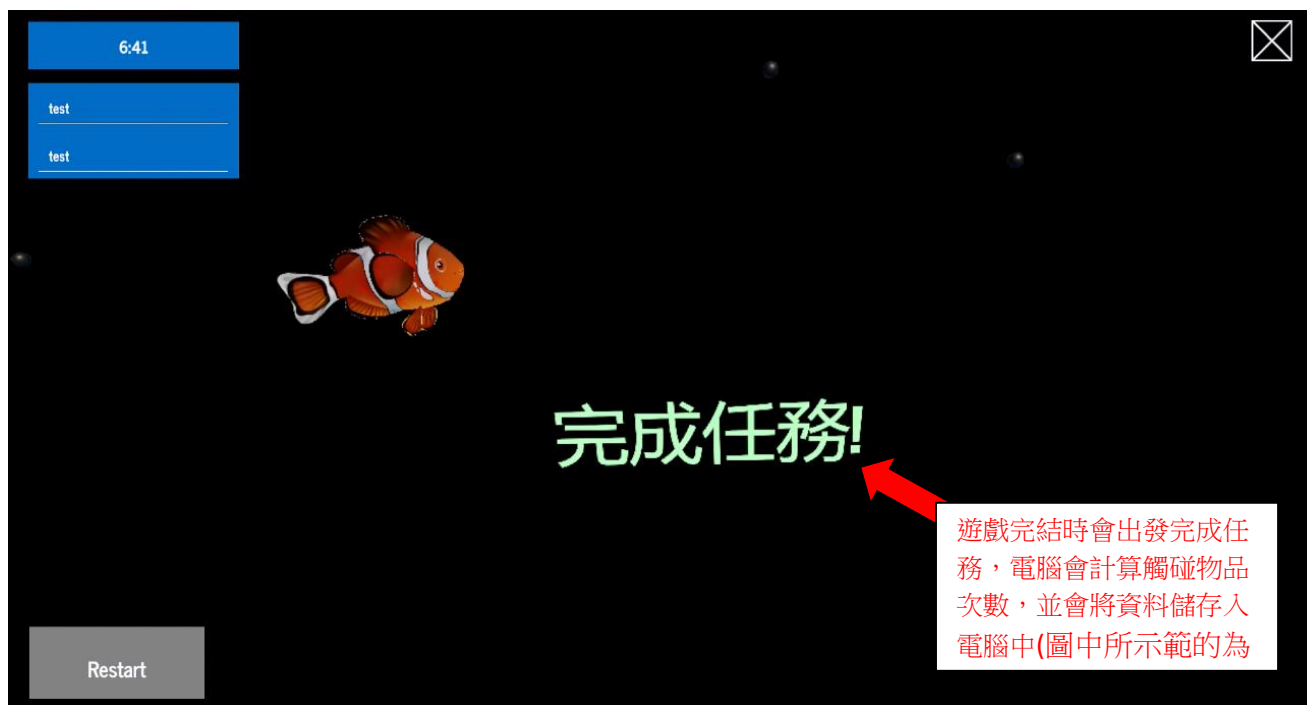 6:41
test
test
完成任務!
遊戲完結時會出發完成任
務，電腦會計算觸碰物品
次數，並會將資料儲存入
電腦中(圖中所示範的為
Restart